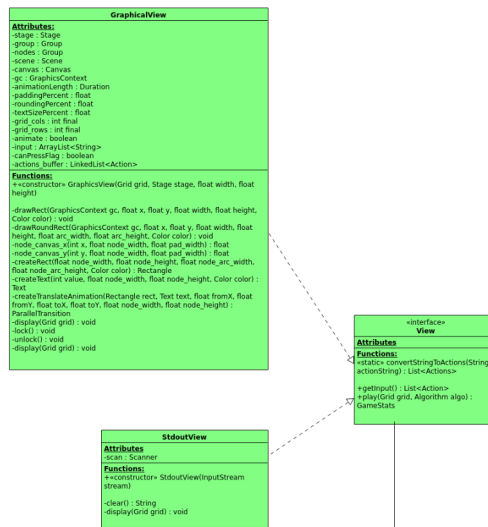 GraphicalView
Attributes:
-stage : Stage
-group : Group
-nodes : Group
-scene : Scene
-canvas : Canvas
-gc : GraphicsContext
-animationLength : Duration
-paddingPercent : float
-roundingPercent : float
-textSizePercent : float
-grid_cols : int final
-grid_rows : int final
-animate : boolean
-input : ArrayList<String>
-canPressFlag : boolean
-actions_buffer : LinkedList<Action>
Functions:
+«constructor» GraphicsView(Grid grid, Stage stage, float width, float
height)
-drawRect(GraphicsContext gc, float x, float y, float width, float height,
Color color) : void
-drawRoundRect(GraphicsContext gc, float x, float y, float width, float
height, float arc_width, float arc_height, Color color) : void
-node_canvas_x(int x, float node_width, float pad_width) : float
-node_canvas_y(int y, float node_width, float pad_width) : float
-createRect(float node_width, float node_height, float node_arc_width,
float node_arc_height, Color color) : Rectangle
-createText(int value, float node_width, float node_height, Color color) :
Text
-createTranslateAnimation(Rectangle rect, Text text, float fromX, float
fromY, float toX, float toY, float node_width, float node_height) :
ParallelTransition
-display(Grid grid) : void
-lock() : void
-unlock() : void
-display(Grid grid) : void
«interface»
View
Attributes
Functions:
«static» convertStringToActions(String
actionString) : List<Actions>
+getInput() : List<Action>
+play(Grid grid, Algorithm algo) :
GameStats
StdoutView
Attributes
-scan : Scanner
Functions:
+«constructor» StdoutView(InputStream
stream)
-clear() : String
-display(Grid grid) : void